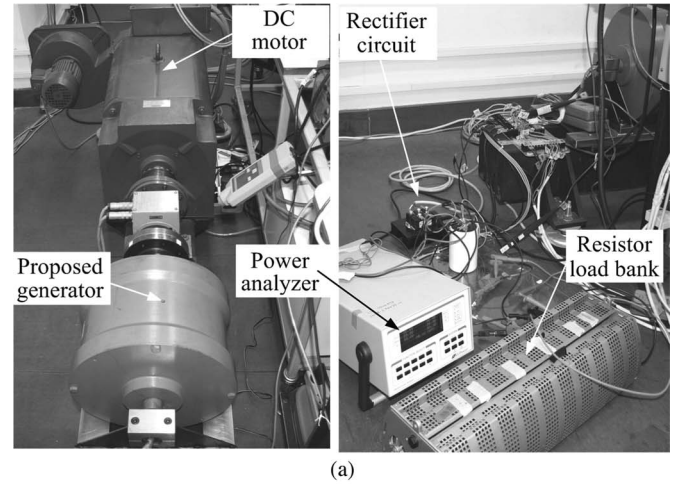 DC
motor
Rectifier
circuit
Proposed
generator
Power
analyzer
Resistor
load bank
(a)